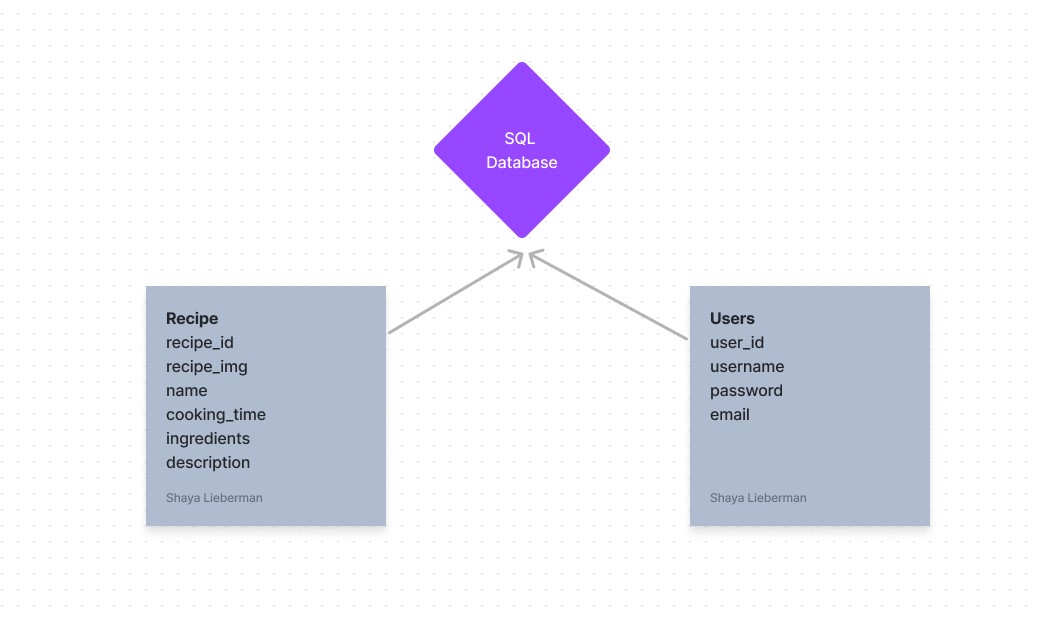 SQL
Database
Recipe
recipe_id
recipe_img
name
cooking_time
ingredients
description
Shaya Lieberman
Users
user_id
username
password
email
Shaya Lieberman